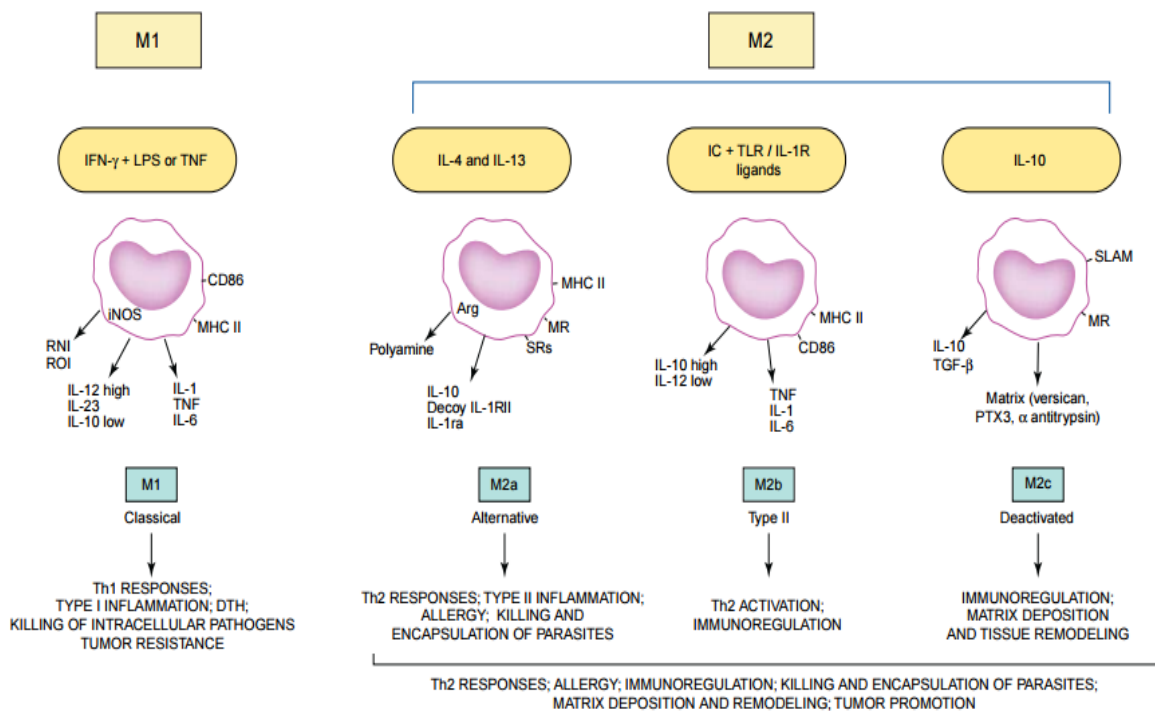 M1
M2
IFN-γ + LPS or TNF
IL-4 and IL-13
IC + TLR / IL-1R
ligands
IL-10
CD86
iNOS
MHC II
RNI
ROI
IL-12 high
IL-23
IL-10 low
IL-1
TNF
IL-6
MHC II
Arg
MR
SRs
Polyamine
IL-10
Decoy IL-1RII
IL-1ra
MHC II
CD86
IL-10 high
IL-12 low
TNF
IL-1
IL-6
SLAM
MR
IL-10
TGF-β
Matrix (versican,
PTX3, α antitrypsin)
M1
Classical
M2a
Alternative
M2b
Type II
M2c
Deactivated
Th1 RESPONSES;
TYPE I INFLAMMATION; DTH;
KILLING OF INTRACELLULAR PATHOGENS
TUMOR RESISTANCE
Th2 RESPONSES; TYPE II INFLAMMATION;
ALLERGY; KILLING AND
ENCAPSULATION OF PARASITES
Th2 ACTIVATION;
IMMUNOREGULATION
IMMUNOREGULATION;
MATRIX DEPOSITION
AND TISSUE REMODELING
Th2 RESPONSES; ALLERGY; IMMUNOREGULATION; KILLING AND ENCAPSULATION OF PARASITES;
MATRIX DEPOSITION AND REMODELING; TUMOR PROMOTION